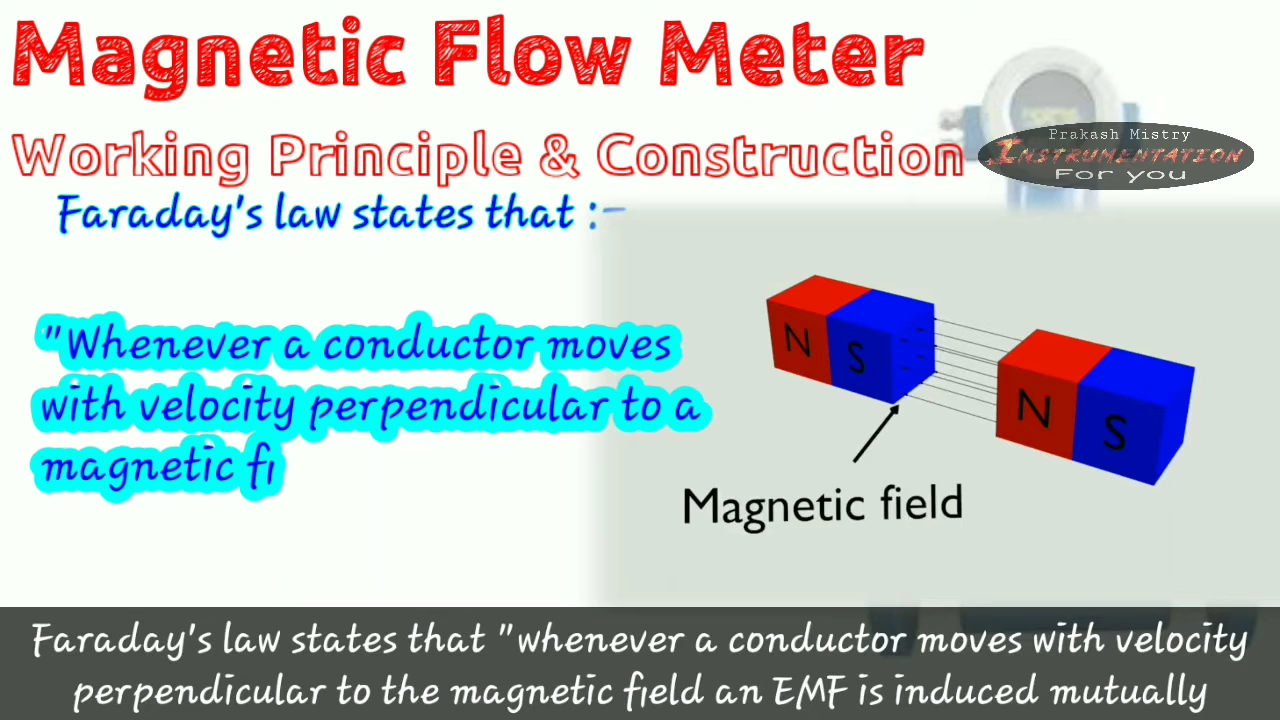 Magnetic Flow Meter
Working Principle & Construction
Prakash Mistry
INSTRUMENTATION
For you
Faraday's law states that :-
"Whenever a conductor moves
with velocity perpendicular to a
magnetic fi
N S
N S
Magnetic field
Faraday's law states that "whenever a conductor moves with velocity
perpendicular to the magnetic field an EMF is induced mutually